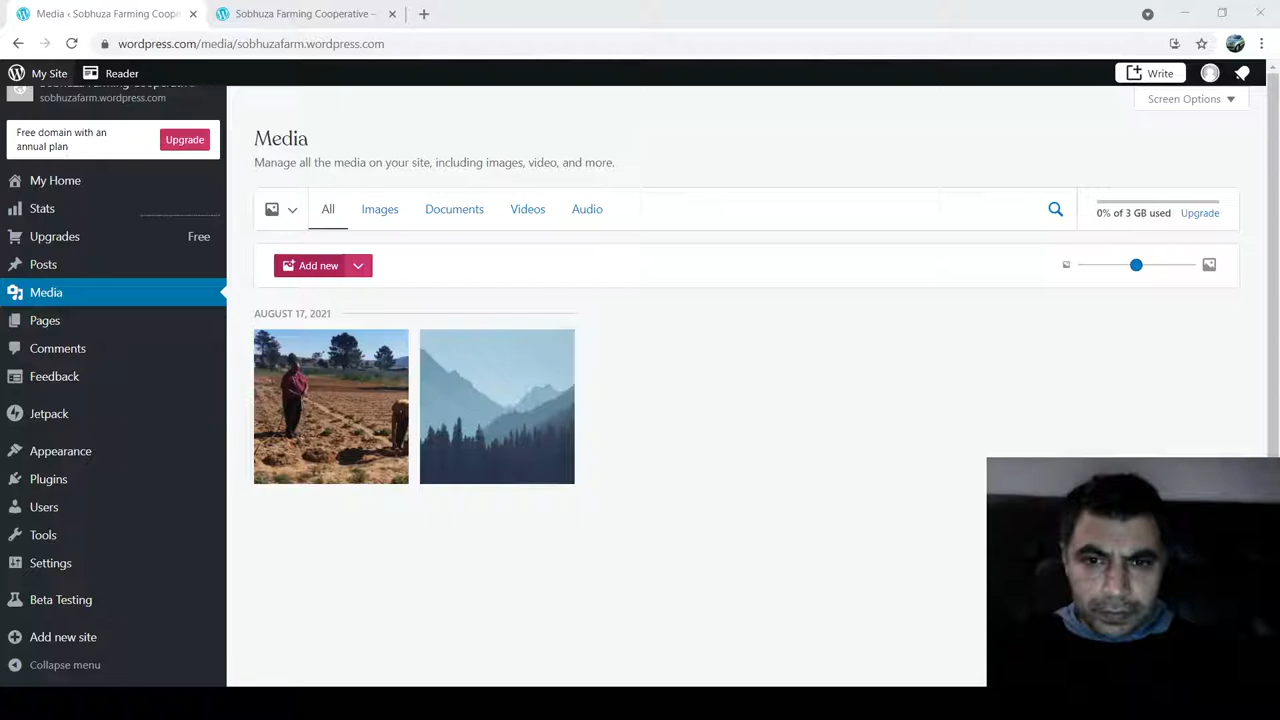 Media ‹ Sobhuza Farming Coope
Sobhuza Farming Cooperative –
wordpress.com/media/sobhuzafarm.wordpress.com
My Site
Reader
Write
sobhuzafarm.wordpress.com
Screen Options
Free domain with an
annual plan
Upgrade
My Home
Stats
Upgrades
Free
Posts
Media
Pages
Comments
Feedback
Jetpack
Appearance
Plugins
Users
Tools
Settings
Beta Testing
Add new site
Collapse menu
Media
Manage all the media on your site, including images, video, and more.
All
Images
Documents
Videos
Audio
0% of 3 GB used
Upgrade
Add new
AUGUST 17, 2021